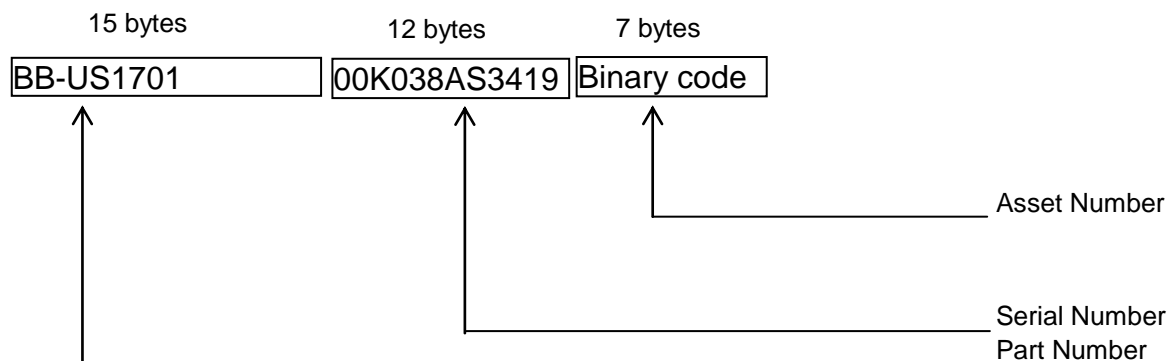 15 bytes 12 bytes 7 bytes
BB-US1701 00K038AS3419 Binary code
Asset Number
Serial Number
Part Number